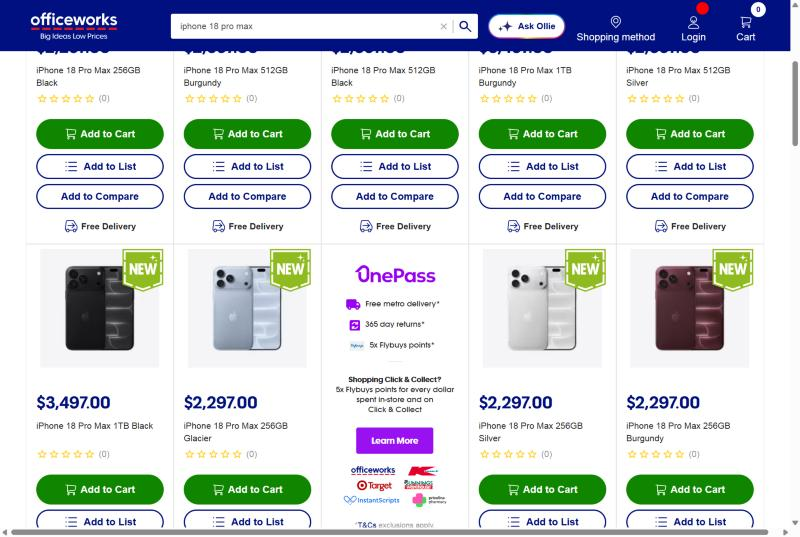 officeworks
Big Ideas Low Prices
iphone 18 pro max
Ask Ollie
Shopping method
Login
0
Cart
iPhone 18 Pro Max 256GB
Black
(0)
Add to Cart
Add to List
Add to Compare
Free Delivery
iPhone 18 Pro Max 512GB
Burgundy
(0)
Add to Cart
Add to List
Add to Compare
Free Delivery
iPhone 18 Pro Max 512GB
Black
(0)
Add to Cart
Add to List
Add to Compare
Free Delivery
iPhone 18 Pro Max 1TB
Burgundy
(0)
Add to Cart
Add to List
Add to Compare
Free Delivery
iPhone 18 Pro Max 512GB
Silver
(0)
Add to Cart
Add to List
Add to Compare
Free Delivery
NEW
$3,497.00
iPhone 18 Pro Max 1TB Black
(0)
Add to Cart
Add to List
NEW
$2,297.00
iPhone 18 Pro Max 256GB
Glacier
(0)
Add to Cart
Add to List
OnePass
Free metro delivery*
365 day returns*
flybuys
5x Flybuys points*
Shopping Click & Collect?
5x Flybuys points for every dollar
spent in-store and on
Click & Collect
Learn More
officeworks
Target
BUNNINGS
InstantScripts
priceline
pharmacy
*T&Cs exclusions apply.
NEW
$2,297.00
iPhone 18 Pro Max 256GB
Silver
(0)
Add to Cart
Add to List
NEW
$2,297.00
iPhone 18 Pro Max 256GB
Burgundy
(0)
Add to Cart
Add to List